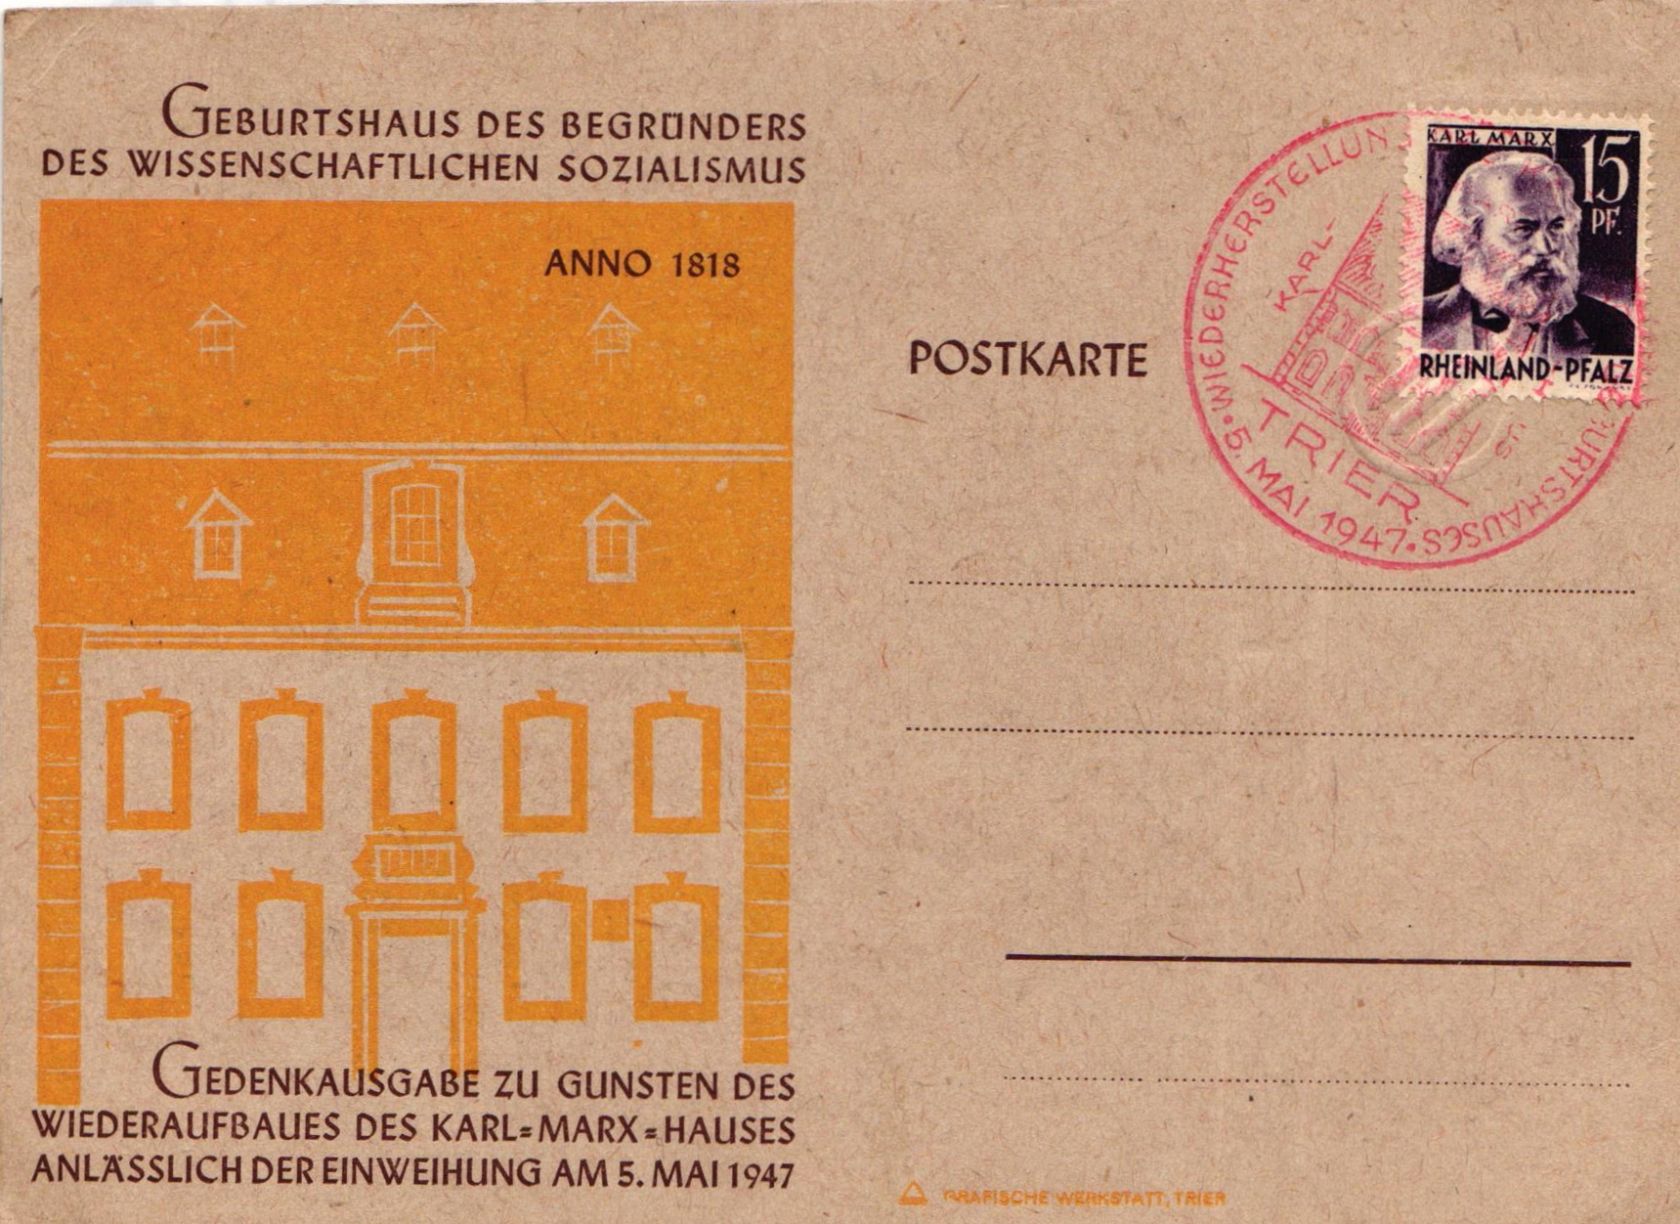 GEBURTSHAUS DES BEGRÜNDERS
DES WISSENSCHAFTLICHEN SOZIALISMUS
ANNO 1818
GEDENKAUSGABE ZU GUNSTEN DES
WIEDERAUFBAUES DES KARL=MARX=HAUSES
ANLÄSSLICH DER EINWEIHUNG AM 5. MAI 1947
POSTKARTE
KARL MARX
15
PF.
RHEINLAND-PFALZ
WIEDERHERSTELLUN
BURTSHAUSES
KARL-
TRIER
• 5. MAI 1947 •
GRAFISCHE WERKSTATT, TRIER